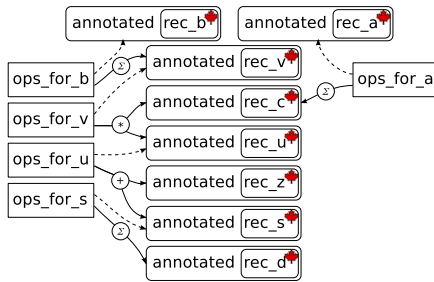 annotated rec_b annotated rec_a
Σ annotated rec_v
ops_for_b ops_for_a
Σ
annotated rec_c
ops_for_v
*
annotated rec_u
ops_for_u
+ annotated rec_z
ops_for_s
annotated rec_s
Σ
annotated rec_d